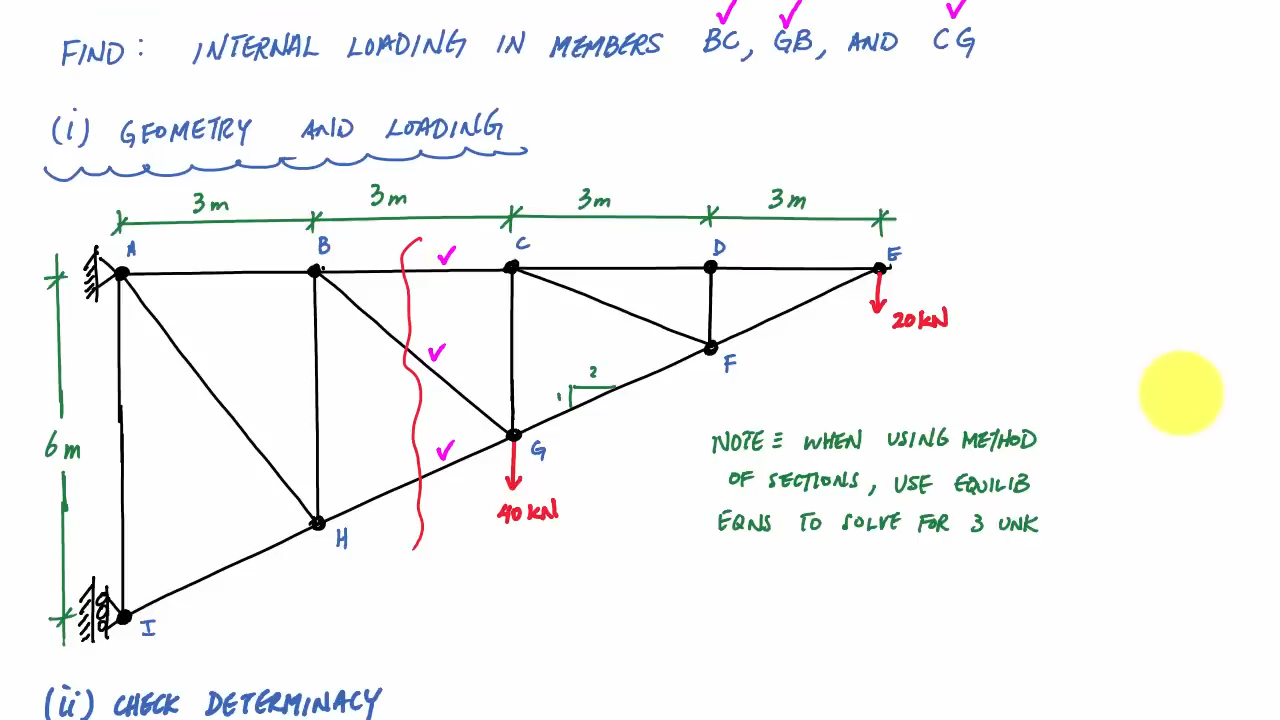 FIND: INTERNAL LOADING IN MEMBERS BC, GB, AND CG
(i) GEOMETRY AND LOADING
3m 3m 3m 3m
A B C D E
20KN
F
2
1
6m
G
NOTE: WHEN USING METHOD
OF SECTIONS, USE EQUILIB
EQNS TO SOLVE FOR 3 UNK
40KN
H
I
(ii) CHECK DETERMINACY